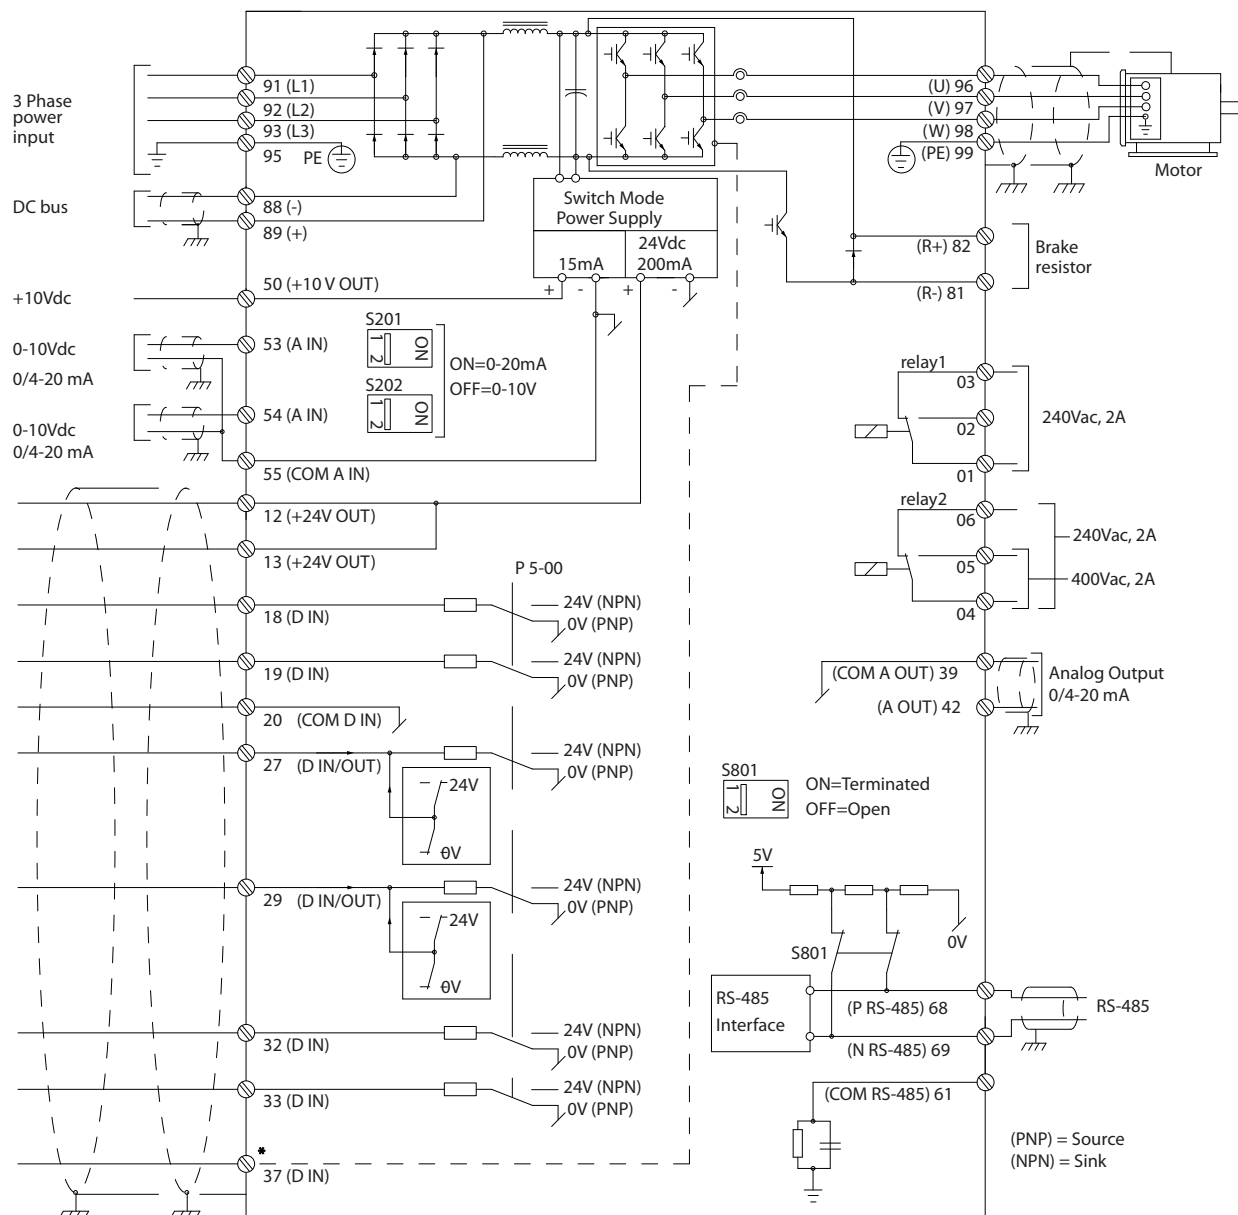 3 Phase
power
input
91 (L1)
92 (L2)
93 (L3)
95
PE
DC bus
88 (-)
89 (+)
+10Vdc
50 (+10 V OUT)
0-10Vdc
0/4-20 mA
53 (A IN)
0-10Vdc
0/4-20 mA
54 (A IN)
55 (COM A IN)
12 (+24V OUT)
13 (+24V OUT)
18 (D IN)
19 (D IN)
20 (COM D IN)
27 (D IN/OUT)
24V
0V
29 (D IN/OUT)
24V
0V
32 (D IN)
33 (D IN)
*
37 (D IN)
S201
1 2
ON
S202
1 2
ON
ON=0-20mA
OFF=0-10V
Switch Mode
Power Supply
24Vdc
15mA
200mA
+ - + -
P 5-00
24V (NPN)
0V (PNP)
24V (NPN)
0V (PNP)
24V (NPN)
0V (PNP)
24V (NPN)
0V (PNP)
24V (NPN)
0V (PNP)
24V (NPN)
0V (PNP)
(U) 96
(V) 97
(W) 98
(PE) 99
Motor
(R+) 82
(R-) 81
Brake
resistor
relay1
03
02
01
240Vac, 2A
relay2
06
05
04
240Vac, 2A
400Vac, 2A
(COM A OUT) 39
(A OUT) 42
Analog Output
0/4-20 mA
S801
1 2
ON
ON=Terminated
OFF=Open
5V
0V
S801
RS-485
Interface
(P RS-485) 68
(N RS-485) 69
RS-485
(COM RS-485) 61
(PNP) = Source
(NPN) = Sink